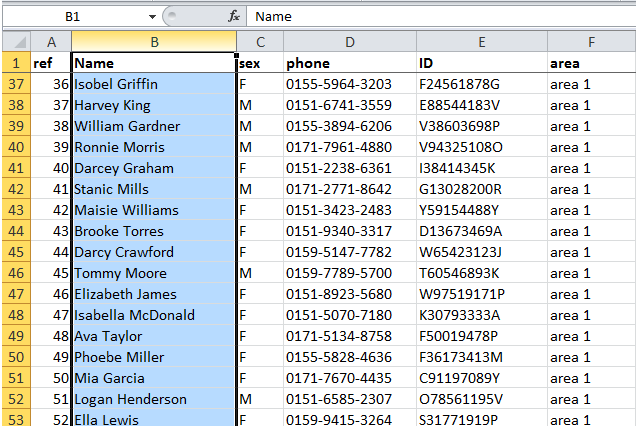 B1 fx Name
A B C D E F
1 ref Name sex phone ID area
37 36 Isobel Griffin F 0155-5964-3203 F24561878G area 1
38 37 Harvey King M 0151-6741-3559 E88544183V area 1
39 38 William Gardner M 0155-3894-6206 V38603698P area 1
40 39 Ronnie Morris M 0171-7961-4880 V94325108O area 1
41 40 Darcey Graham F 0151-2238-6361 I38414345K area 1
42 41 Stanic Mills M 0171-2771-8642 G13028200R area 1
43 42 Maisie Williams F 0151-3423-2483 Y59154488Y area 1
44 43 Brooke Torres F 0151-9340-3317 D13673469A area 1
45 44 Darcy Crawford F 0159-5147-7782 W65423123J area 1
46 45 Tommy Moore M 0159-7789-5700 T60546893K area 1
47 46 Elizabeth James F 0151-8923-5680 W97519171P area 1
48 47 Isabella McDonald F 0151-5070-7180 K30793333A area 1
49 48 Ava Taylor F 0171-5134-8758 F50019478P area 1
50 49 Phoebe Miller F 0155-5828-4636 F36173413M area 1
51 50 Mia Garcia F 0171-7670-4435 C91197089Y area 1
52 51 Logan Henderson M 0151-6585-2307 O78561195V area 1
53 52 Ella Lewis F 0159-9415-3264 S31771919P area 1